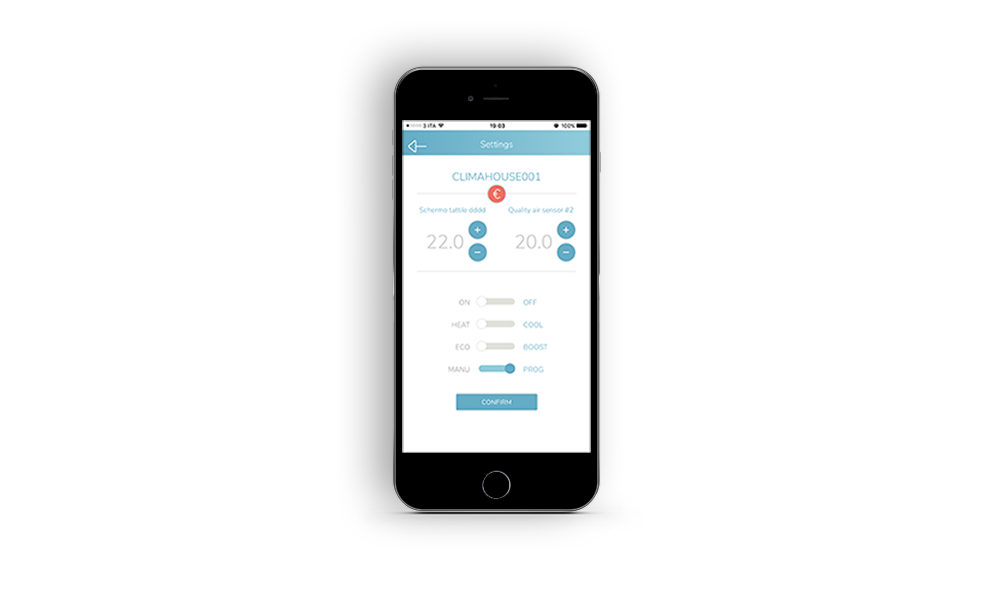 3 ITA 19:03 100%
Settings
CLIMAHOUSE001
€
Schermo tattile dddd Quality air sensor #2
22.0 + - 20.0 + -
ON OFF
HEAT COOL
ECO BOOST
MANU PROG
CONFIRM